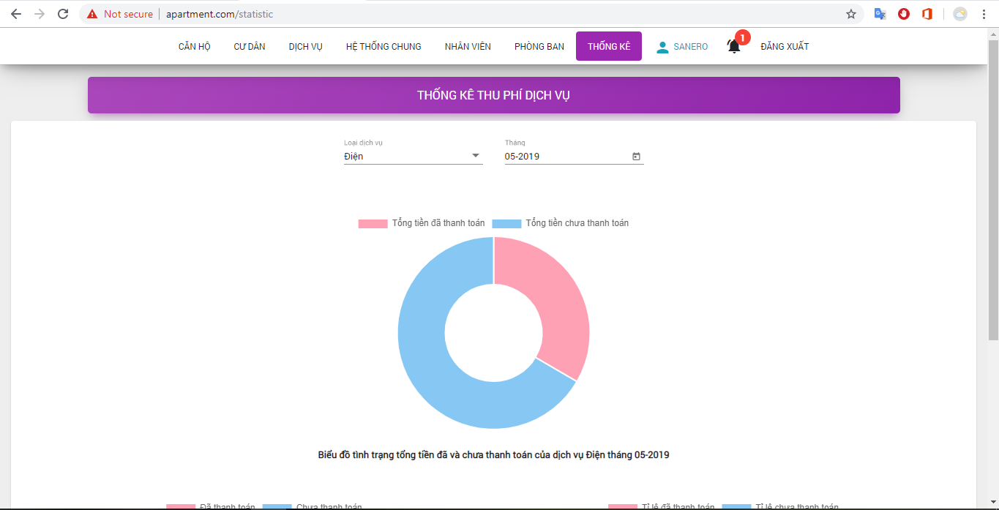 Not secure | apartment.com/statistic
CĂN HỘ CƯ DÂN DỊCH VỤ HỆ THỐNG CHUNG NHÂN VIÊN PHÒNG BAN THỐNG KÊ SANERO 1 ĐĂNG XUẤT
THỐNG KÊ THU PHÍ DỊCH VỤ
Loại dịch vụ Tháng
Điện 05-2019
Tổng tiền đã thanh toán Tổng tiền chưa thanh toán
Biểu đồ tình trạng tổng tiền đã và chưa thanh toán của dịch vụ Điện tháng 05-2019
Đã thanh toán Chưa thanh toán Tỉ lệ đã thanh toán Tỉ lệ chưa thanh toán